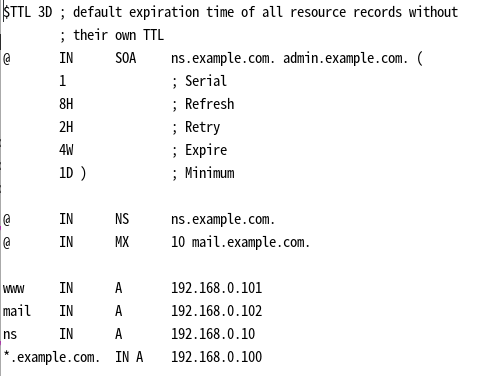 $TTL 3D ; default expiration time of all resource records without
        ; their own TTL
@       IN      SOA     ns.example.com. admin.example.com. (
        1               ; Serial
        8H              ; Refresh
        2H              ; Retry
        4W              ; Expire
        1D )            ; Minimum

@       IN      NS      ns.example.com.
@       IN      MX      10 mail.example.com.

www     IN      A       192.168.0.101
mail    IN      A       192.168.0.102
ns      IN      A       192.168.0.10
*.example.com.  IN A    192.168.0.100